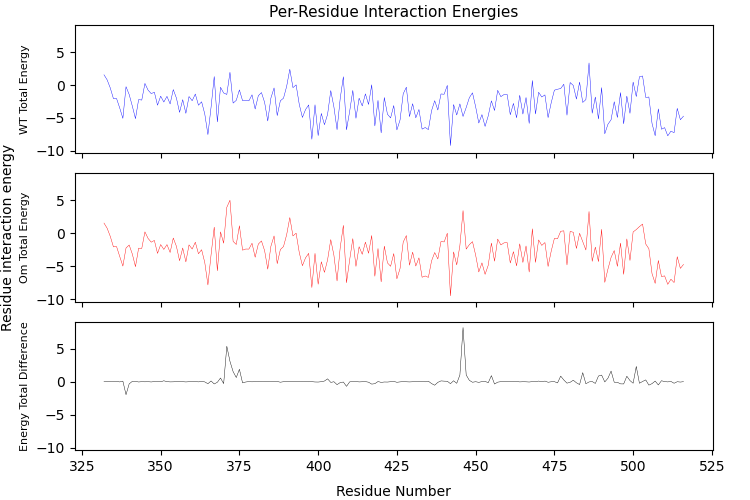 Per-Residue Interaction Energies
Residue interaction energy
WT Total Energy
5
0
−5
−10
Om Total Energy
5
0
−5
−10
Energy Total Difference
5
0
−5
−10
325 350 375 400 425 450 475 500 525
Residue Number